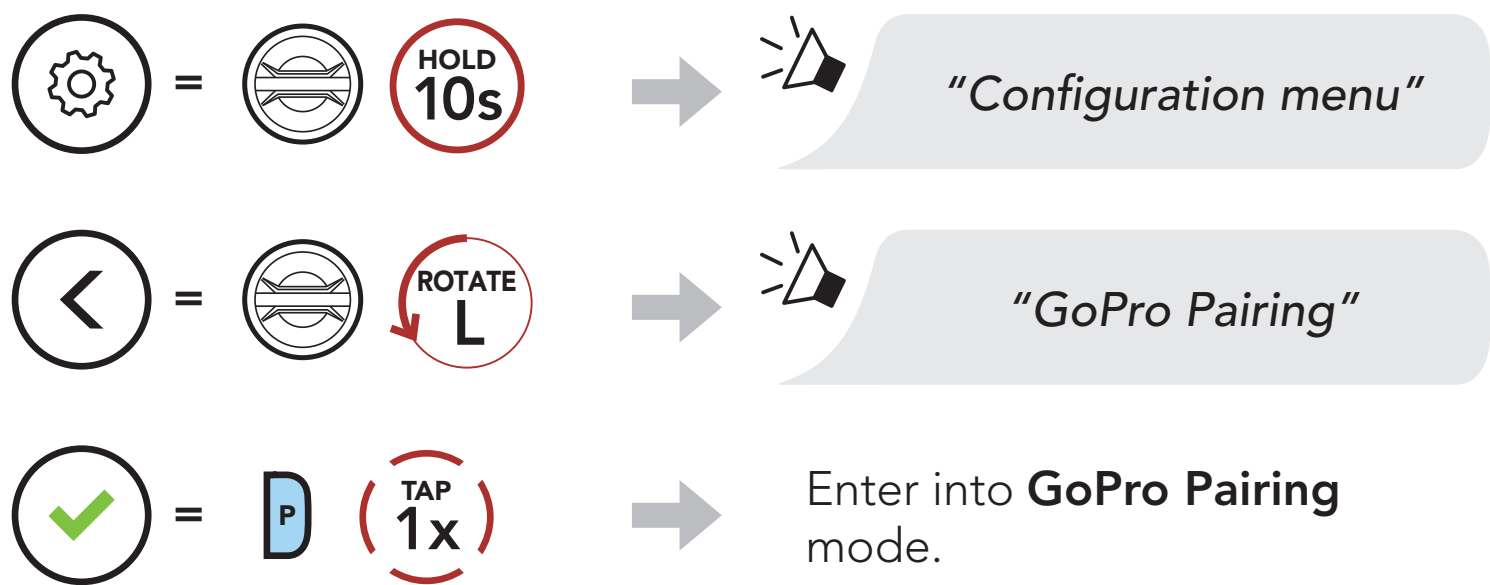 =
HOLD
10s
“Configuration menu”
=
ROTATE
L
“GoPro Pairing”
=
P
TAP
1x
Enter into GoPro Pairing
mode.